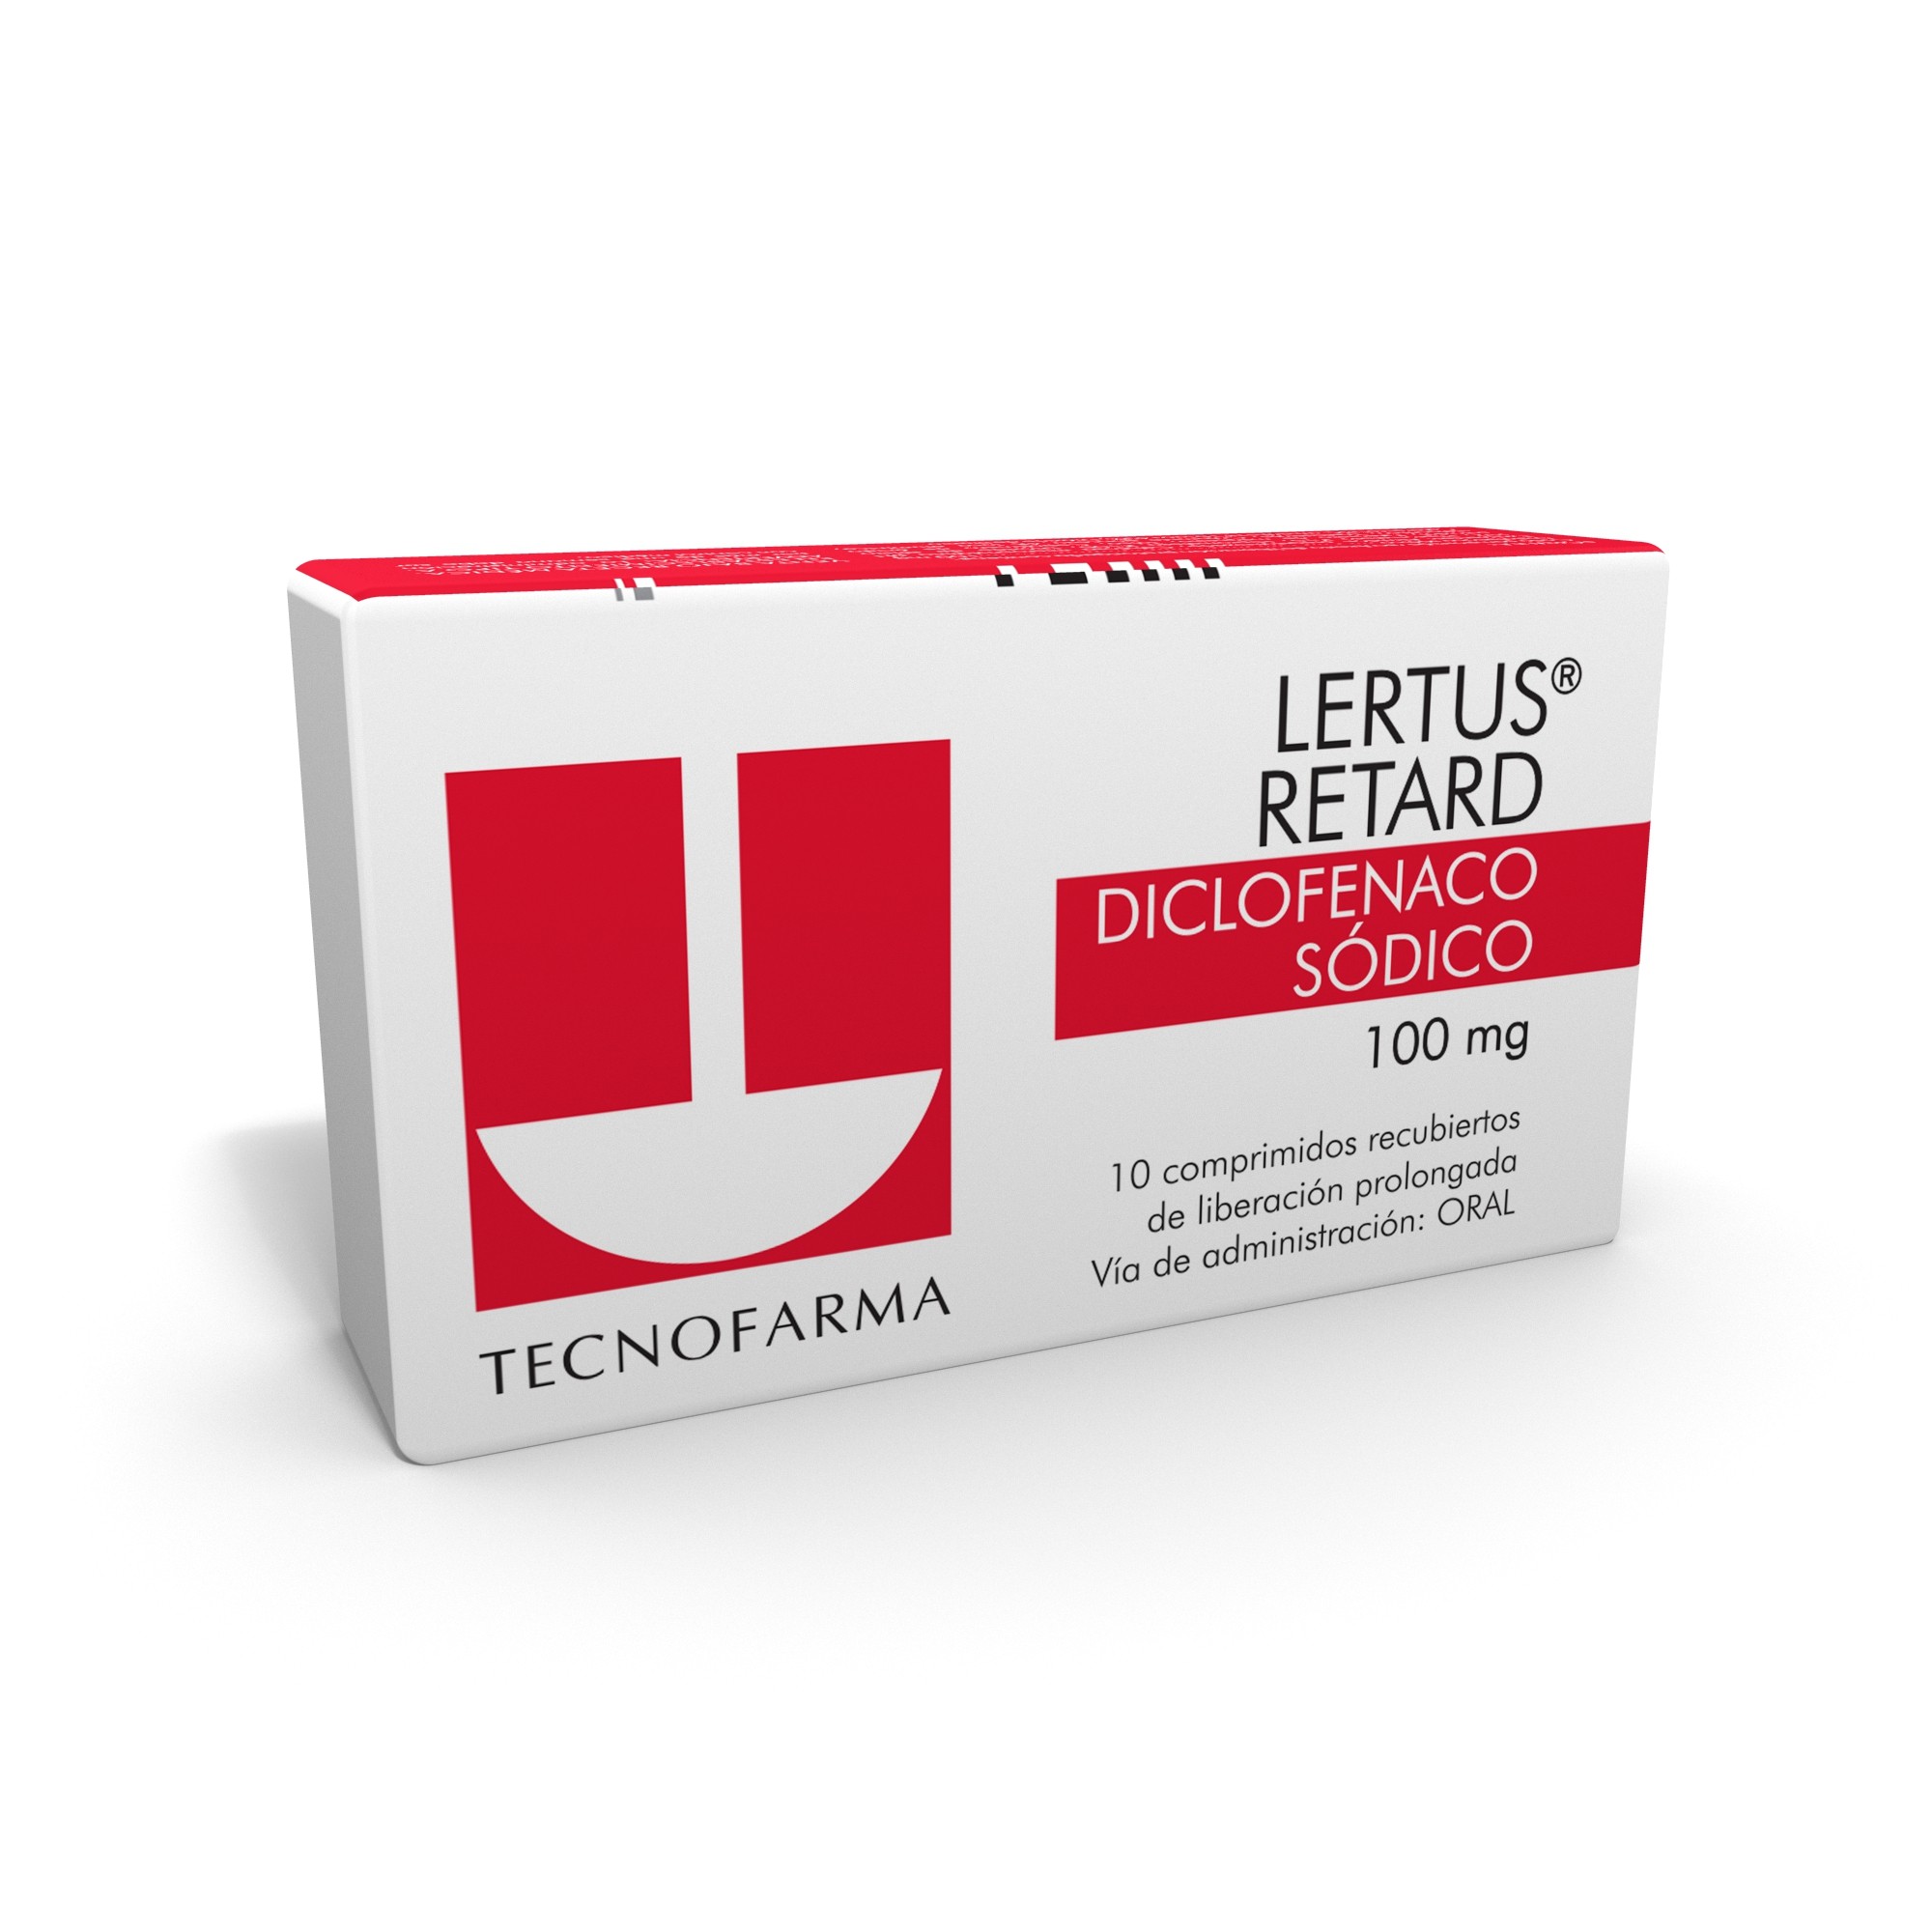 LERTUS®
RETARD
DICLOFENACO
SÓDICO
100 mg
10 comprimidos recubiertos
de liberación prolongada
Vía de administración: ORAL
TECNOFARMA